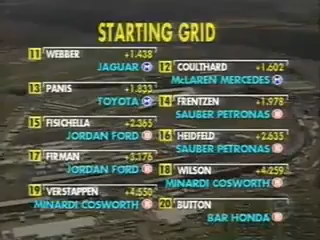 STARTING GRID
11 WEBBER +1.438
JAGUAR M
12 COULTHARD +1.602
McLAREN MERCEDES M
13 PANIS +1.833
TOYOTA M
14 FRENTZEN +1.978
SAUBER PETRONAS B
15 FISICHELLA +2.365
JORDAN FORD B
16 HEIDFELD +2.635
SAUBER PETRONAS B
17 FIRMAN +3.176
JORDAN FORD B
18 WILSON +4.259
MINARDI COSWORTH B
19 VERSTAPPEN +4.550
MINARDI COSWORTH B
20 BUTTON
BAR HONDA B